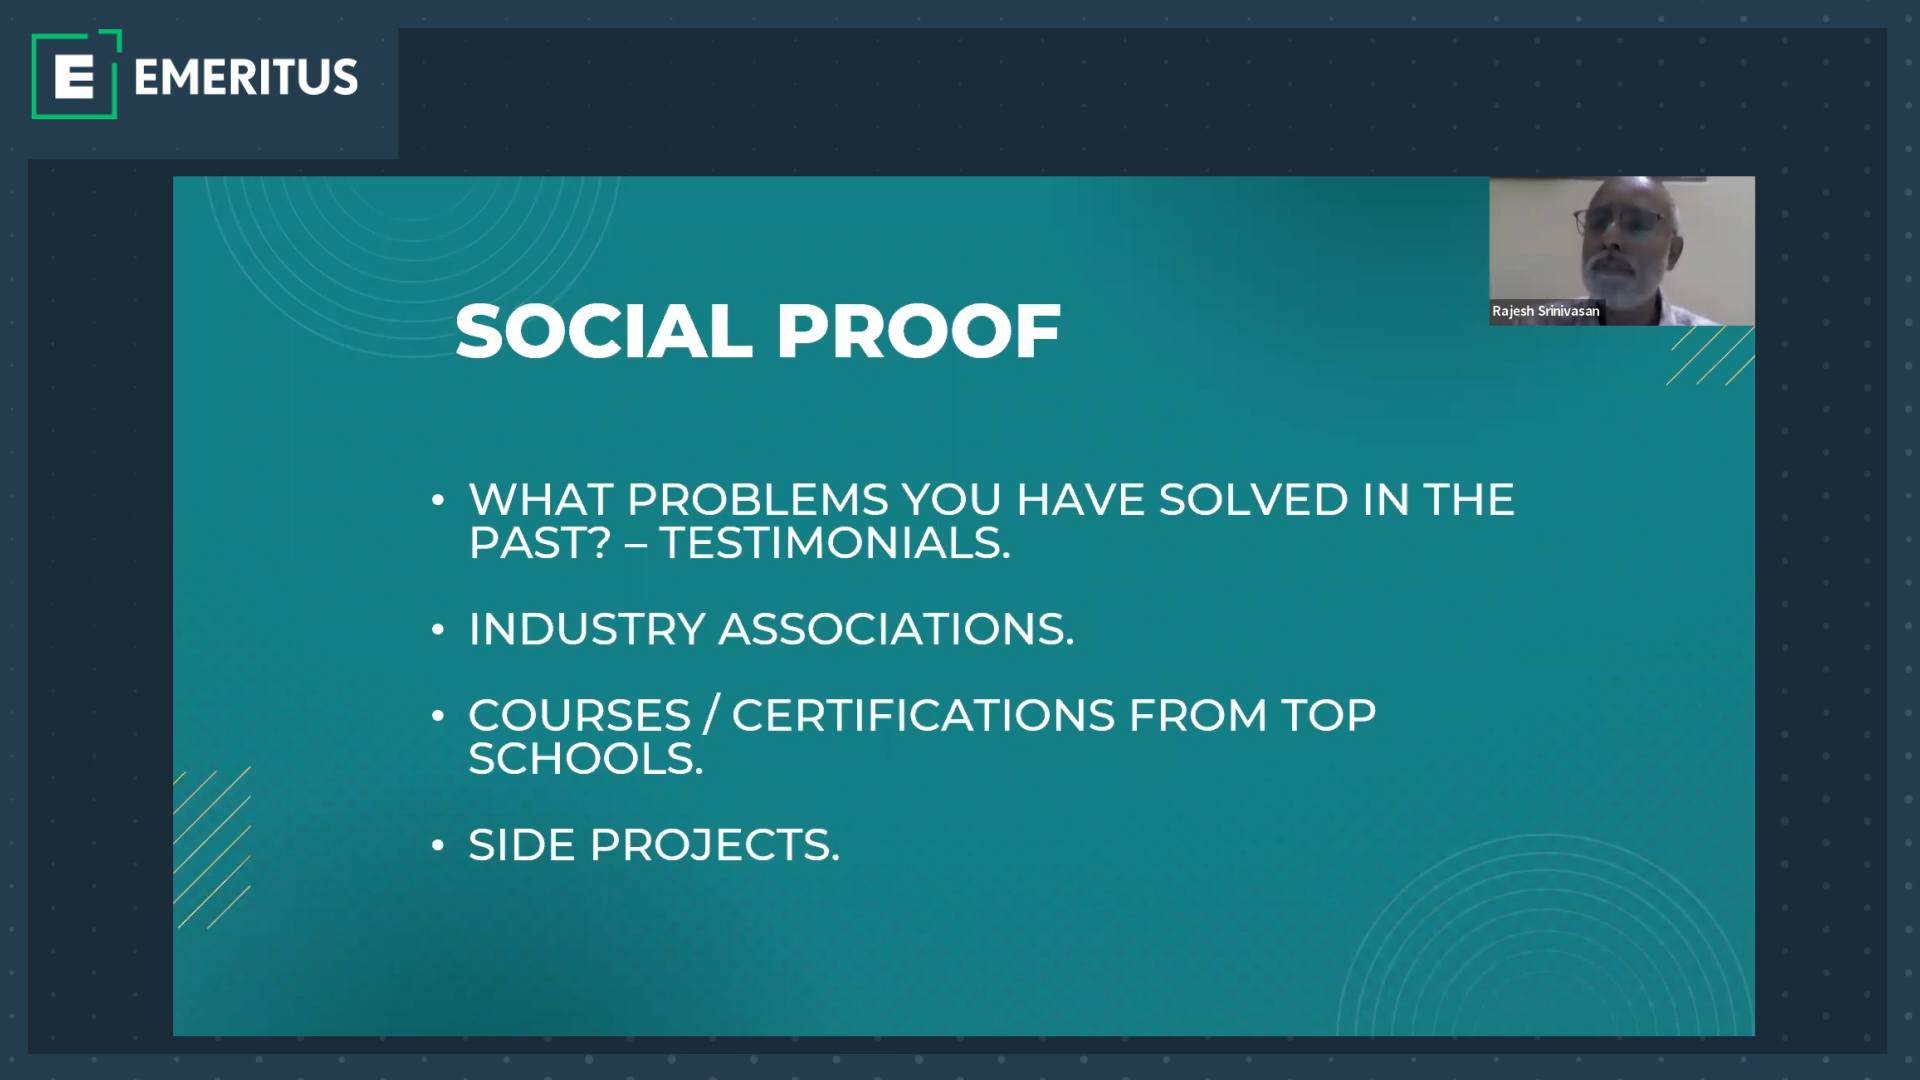 E EMERITUS
Rajesh Srinivasan
SOCIAL PROOF
• WHAT PROBLEMS YOU HAVE SOLVED IN THE
PAST? – TESTIMONIALS.
• INDUSTRY ASSOCIATIONS.
• COURSES / CERTIFICATIONS FROM TOP
SCHOOLS.
• SIDE PROJECTS.